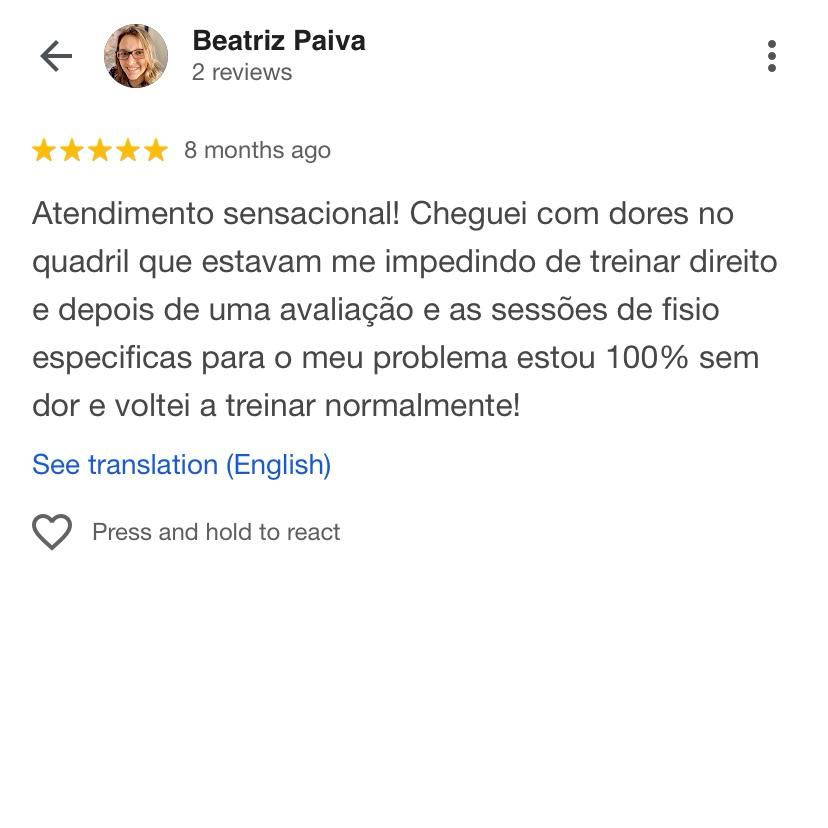 Beatriz Paiva
2 reviews
8 months ago
Atendimento sensacional! Cheguei com dores no
quadril que estavam me impedindo de treinar direito
e depois de uma avaliação e as sessões de fisio
especificas para o meu problema estou 100% sem
dor e voltei a treinar normalmente!
See translation (English)
Press and hold to react